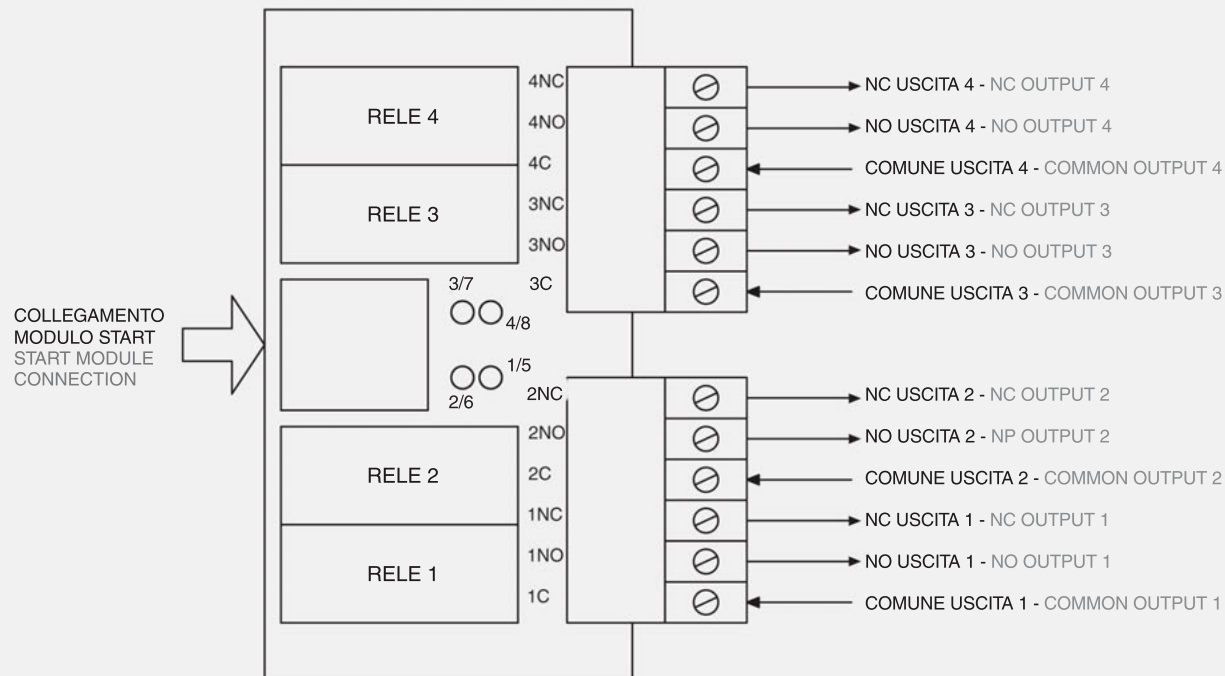 4NC
NC USCITA 4 - NC OUTPUT 4
RELE 4
4NO
NO USCITA 4 - NO OUTPUT 4
4C
COMUNE USCITA 4 - COMMON OUTPUT 4
RELE 3
3NC
NC USCITA 3 - NC OUTPUT 3
3NO
NO USCITA 3 - NO OUTPUT 3
3C
COMUNE USCITA 3 - COMMON OUTPUT 3
3/7
4/8
COLLEGAMENTO
MODULO START
START MODULE
CONNECTION
1/5
2/6
2NC
NC USCITA 2 - NC OUTPUT 2
2NO
NO USCITA 2 - NP OUTPUT 2
RELE 2
2C
COMUNE USCITA 2 - COMMON OUTPUT 2
1NC
NC USCITA 1 - NC OUTPUT 1
1NO
NO USCITA 1 - NO OUTPUT 1
RELE 1
1C
COMUNE USCITA 1 - COMMON OUTPUT 1